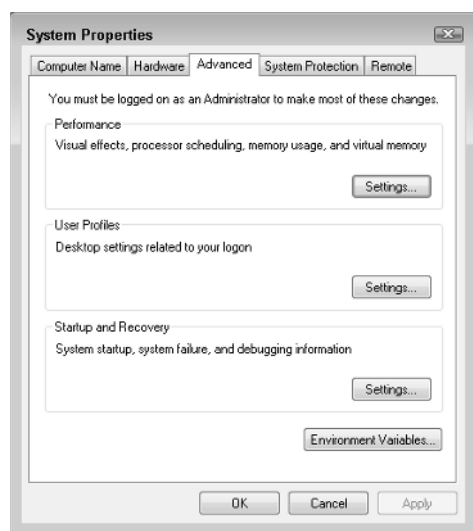 System Properties
Computer Name Hardware Advanced System Protection Remote
You must be logged on as an Administrator to make most of these changes.
Performance
Visual effects, processor scheduling, memory usage, and virtual memory
Settings...
User Profiles
Desktop settings related to your logon
Settings...
Startup and Recovery
System startup, system failure, and debugging information
Settings...
Environment Variables...
OK Cancel Apply